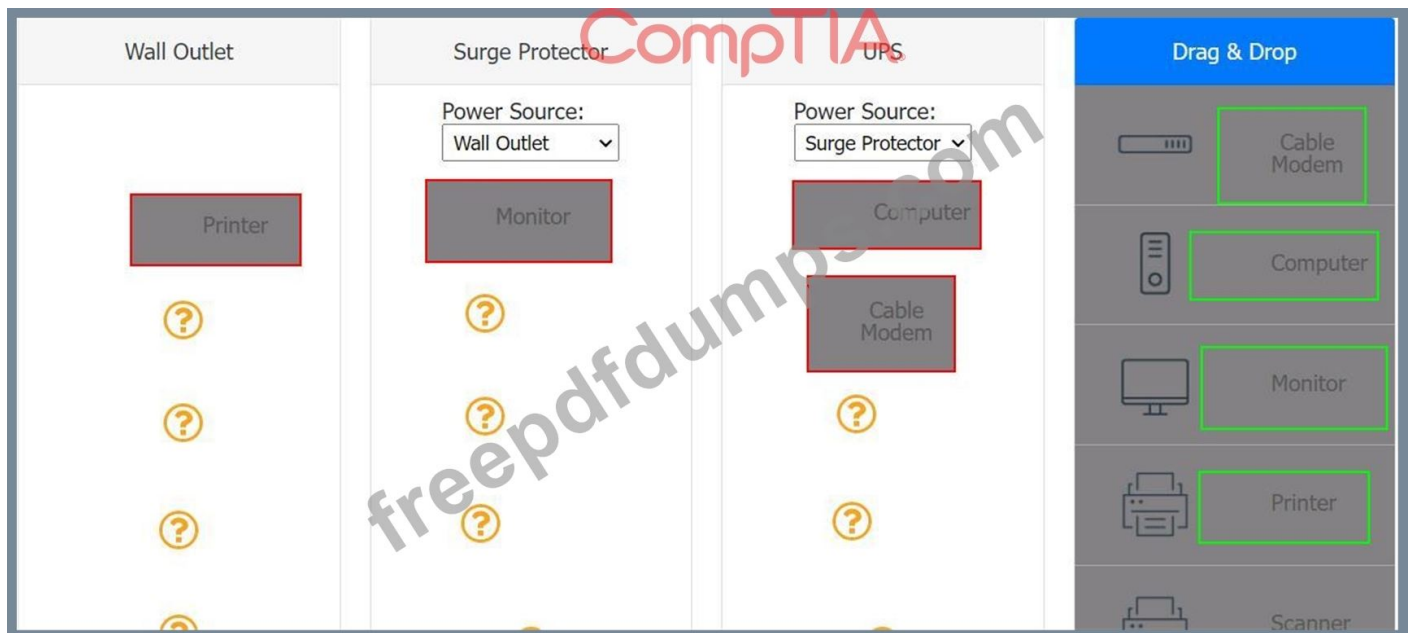 CompTIA
Wall Outlet
Surge Protector
UPS
Drag & Drop
Power Source:
Wall Outlet
Power Source:
Surge Protector
Printer
Monitor
Computer
Cable
Modem
Cable
Modem
Computer
Monitor
Printer
Scanner
freepdfdumps.com